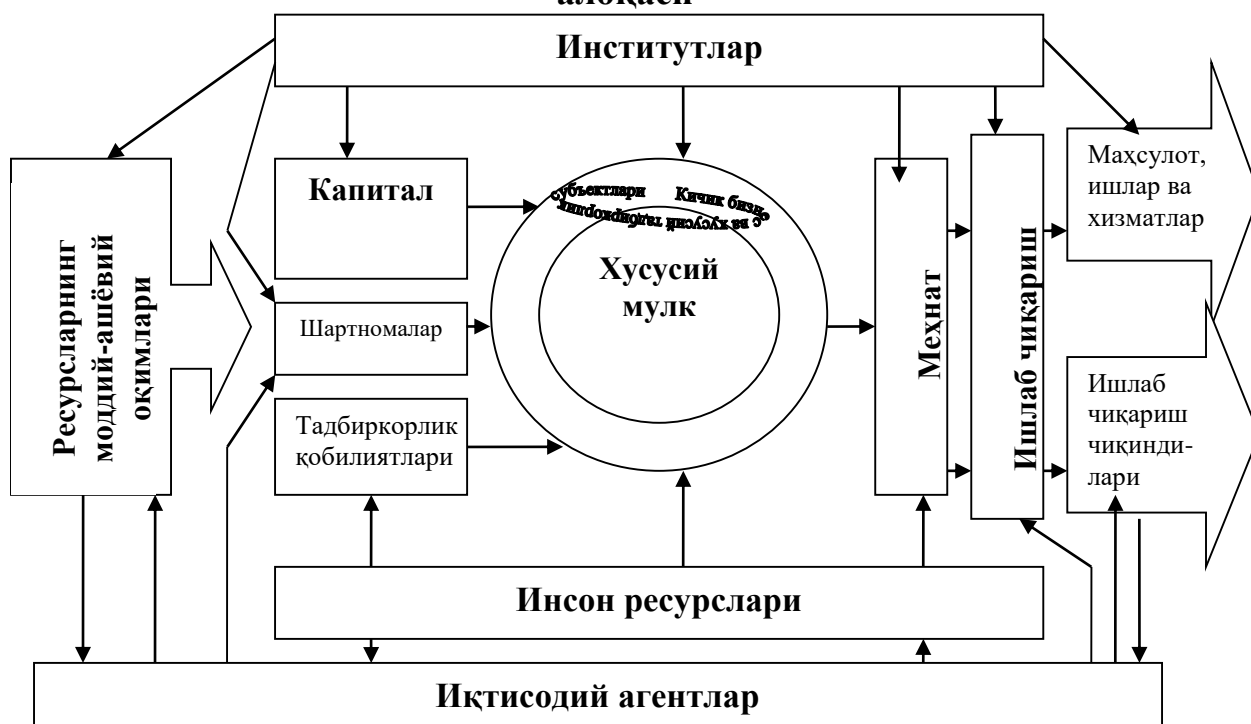 алоқаси
Институтлар
Ресурсларнинг
моддий-ашёвий
оқимлари
Капитал
Шартномалар
Тадбиркорлик
қобилиятлари
Кичик бизне
с ва хусусий тадбиркорлик
субъектлари
Хусусий
мулк
Меҳнат
Ишлаб чиқариш
Маҳсулот,
ишлар ва
хизматлар
Ишлаб
чиқариш
чиқинди-
лари
Инсон ресурслари
Иқтисодий агентлар